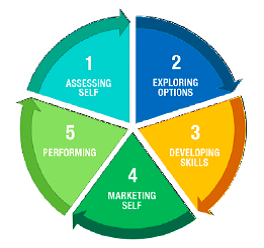 1
ASSESSING
SELF
2
EXPLORING
OPTIONS
3
DEVELOPING
SKILLS
4
MARKETING
SELF
5
PERFORMING